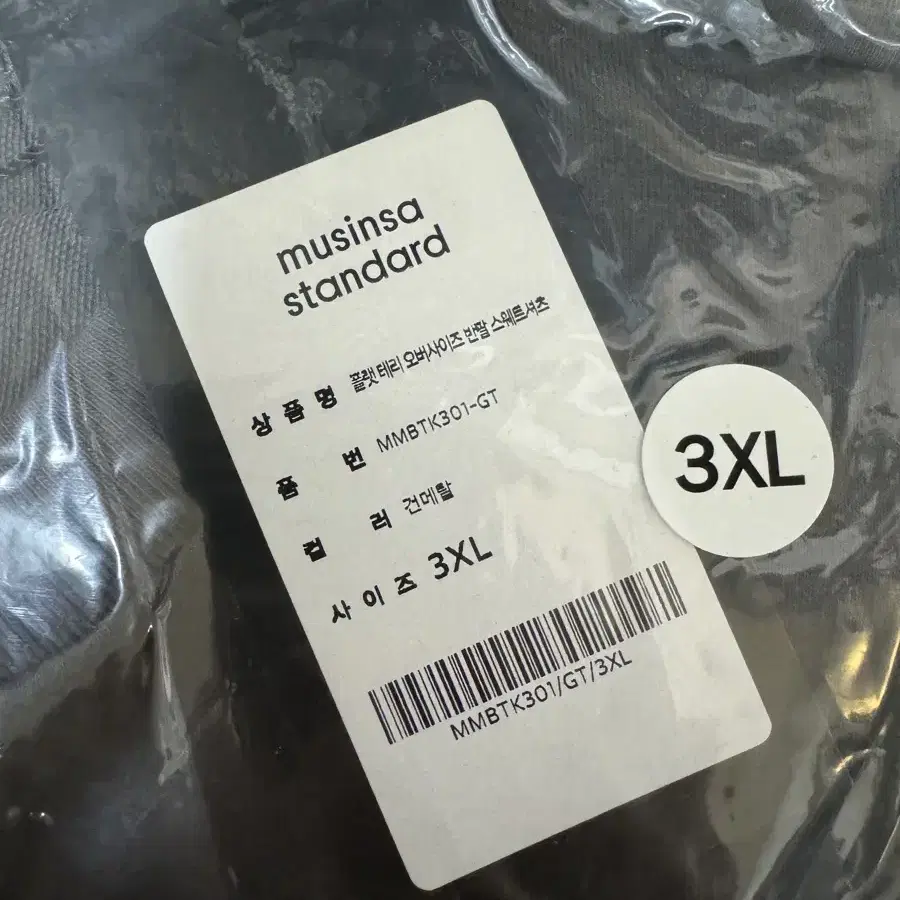 musinsa
standard
상품명 플랫 테리 오버사이즈 반팔 스웨트셔츠
품번 MMBTK301-GT
컬러 건메탈
사이즈 3XL
MMBTK301/GT/3XL
3XL